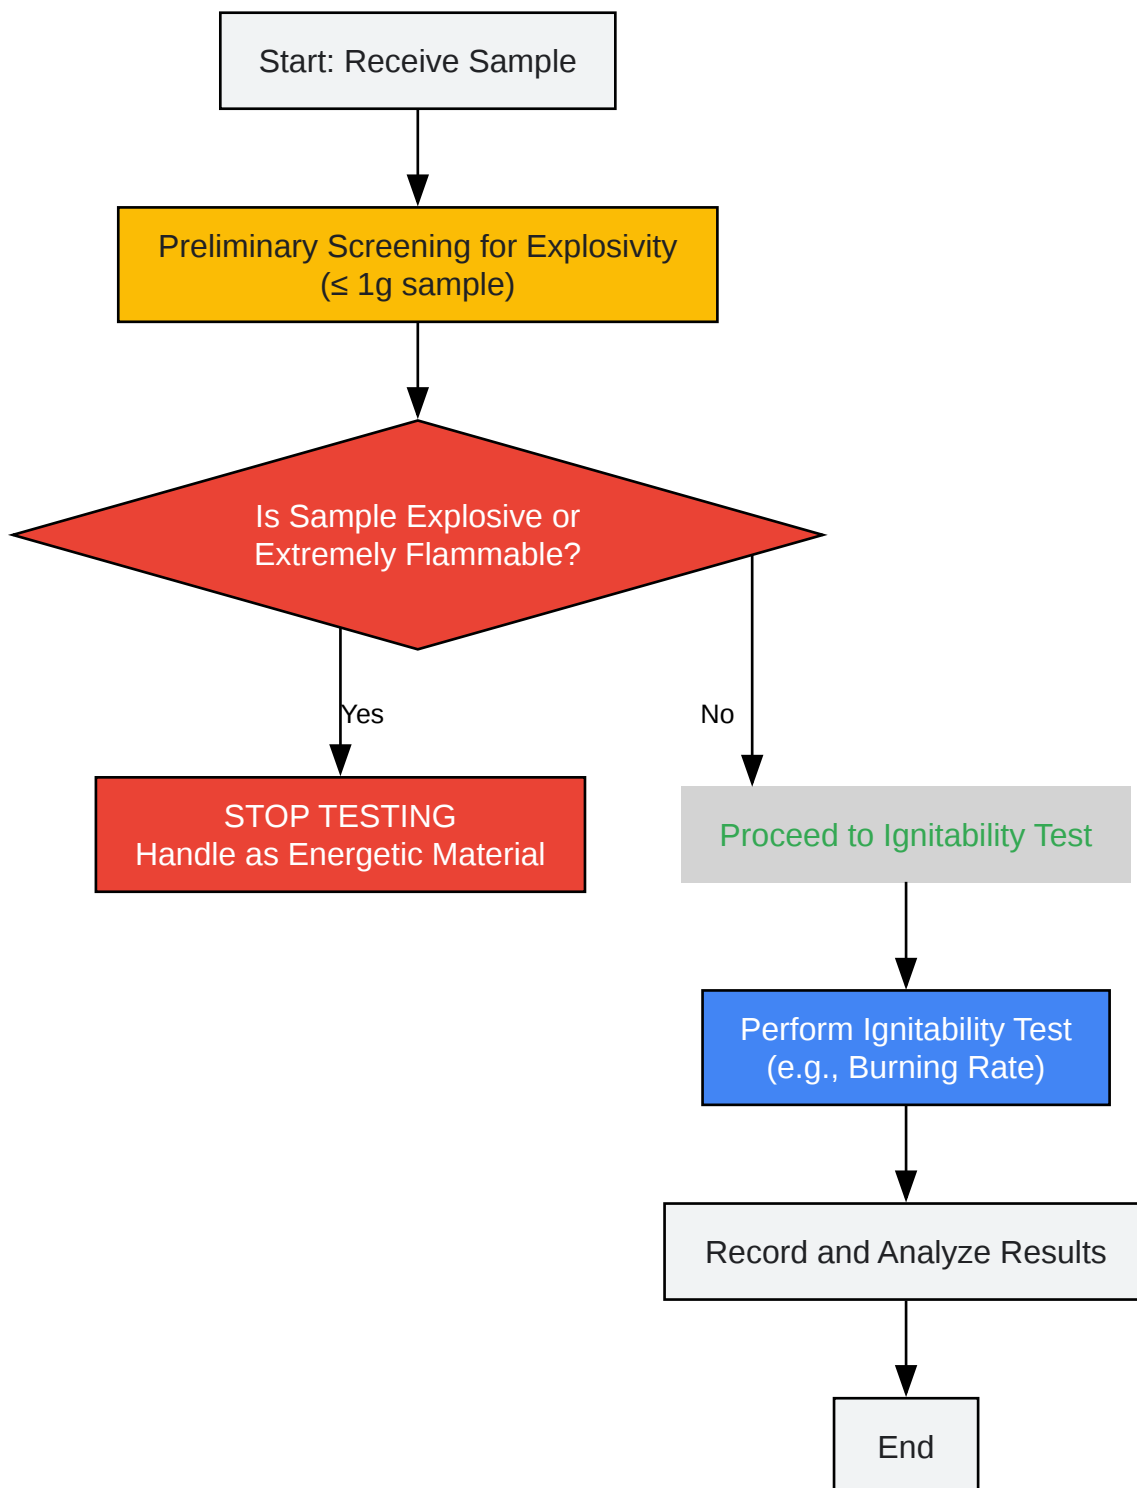 Start: Receive Sample
Preliminary Screening for Explosivity
(≤ 1g sample)
Is Sample Explosive or
Extremely Flammable?
Yes
No
STOP TESTING
Handle as Energetic Material
Proceed to Ignitability Test
Perform Ignitability Test
(e.g., Burning Rate)
Record and Analyze Results
End